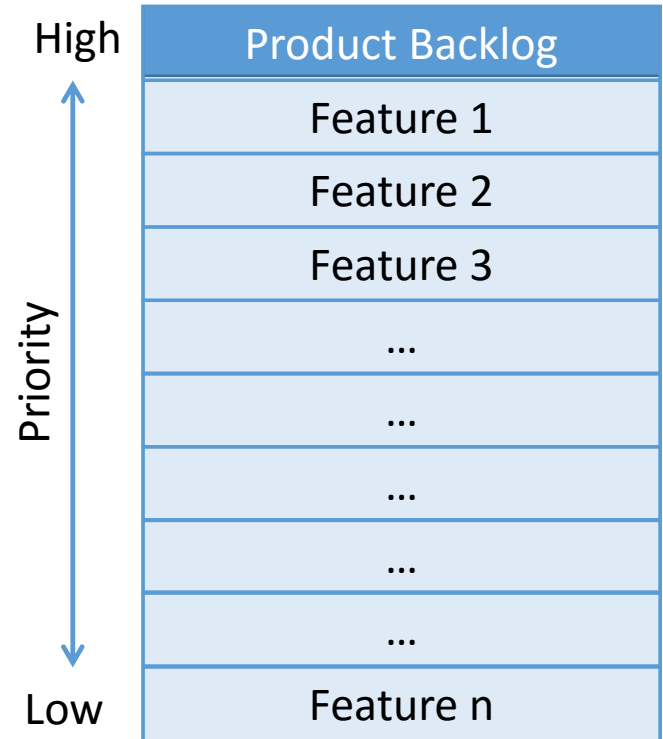 High
Product Backlog
Feature 1
Feature 2
Feature 3
...
...
...
...
...
Feature n
Priority
Low